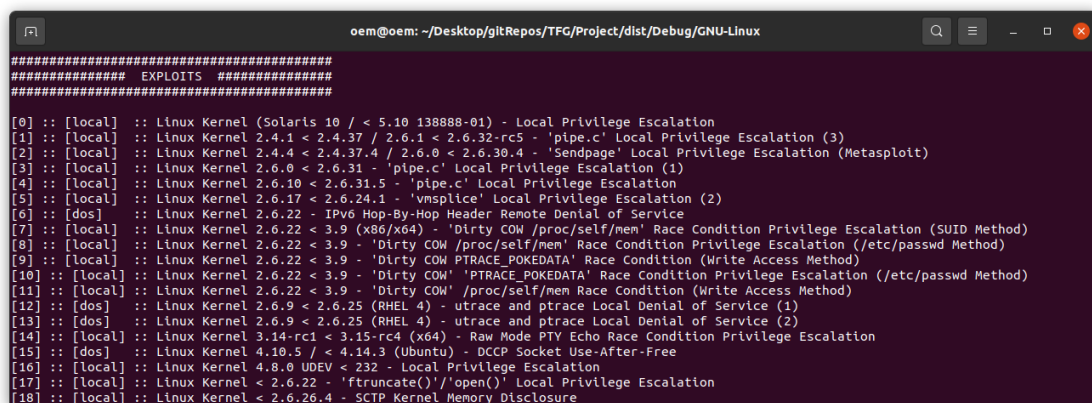 oem@oem: ~/Desktop/gitRepos/TFG/Project/dist/Debug/GNU-Linux
##########################################
############### EXPLOITS ###############
##########################################
[0] :: [local] :: Linux Kernel (Solaris 10 / < 5.10 138888-01) - Local Privilege Escalation
[1] :: [local] :: Linux Kernel 2.4.1 < 2.4.37 / 2.6.1 < 2.6.32-rc5 - 'pipe.c' Local Privilege Escalation (3)
[2] :: [local] :: Linux Kernel 2.4.4 < 2.4.37.4 / 2.6.0 < 2.6.30.4 - 'Sendpage' Local Privilege Escalation (Metasploit)
[3] :: [local] :: Linux Kernel 2.6.0 < 2.6.31 - 'pipe.c' Local Privilege Escalation (1)
[4] :: [local] :: Linux Kernel 2.6.10 < 2.6.31.5 - 'pipe.c' Local Privilege Escalation
[5] :: [local] :: Linux Kernel 2.6.17 < 2.6.24.1 - 'vmsplice' Local Privilege Escalation (2)
[6] :: [dos] :: Linux Kernel 2.6.22 - IPv6 Hop-By-Hop Header Remote Denial of Service
[7] :: [local] :: Linux Kernel 2.6.22 < 3.9 (x86/x64) - 'Dirty COW /proc/self/mem' Race Condition Privilege Escalation (SUID Method)
[8] :: [local] :: Linux Kernel 2.6.22 < 3.9 - 'Dirty COW /proc/self/mem' Race Condition Privilege Escalation (/etc/passwd Method)
[9] :: [local] :: Linux Kernel 2.6.22 < 3.9 - 'Dirty COW PTRACE_POKEDATA' Race Condition (Write Access Method)
[10] :: [local] :: Linux Kernel 2.6.22 < 3.9 - 'Dirty COW' 'PTRACE_POKEDATA' Race Condition Privilege Escalation (/etc/passwd Method)
[11] :: [local] :: Linux Kernel 2.6.22 < 3.9 - 'Dirty COW' /proc/self/mem Race Condition (Write Access Method)
[12] :: [dos] :: Linux Kernel 2.6.9 < 2.6.25 (RHEL 4) - utrace and ptrace Local Denial of Service (1)
[13] :: [dos] :: Linux Kernel 2.6.9 < 2.6.25 (RHEL 4) - utrace and ptrace Local Denial of Service (2)
[14] :: [local] :: Linux Kernel 3.14-rc1 < 3.15-rc4 (x64) - Raw Mode PTY Echo Race Condition Privilege Escalation
[15] :: [dos] :: Linux Kernel 4.10.5 / < 4.14.3 (Ubuntu) - DCCP Socket Use-After-Free
[16] :: [local] :: Linux Kernel 4.8.0 UDEV < 232 - Local Privilege Escalation
[17] :: [local] :: Linux Kernel < 2.6.22 - 'ftruncate()'/'open()' Local Privilege Escalation
[18] :: [local] :: Linux Kernel < 2.6.26.4 - SCTP Kernel Memory Disclosure